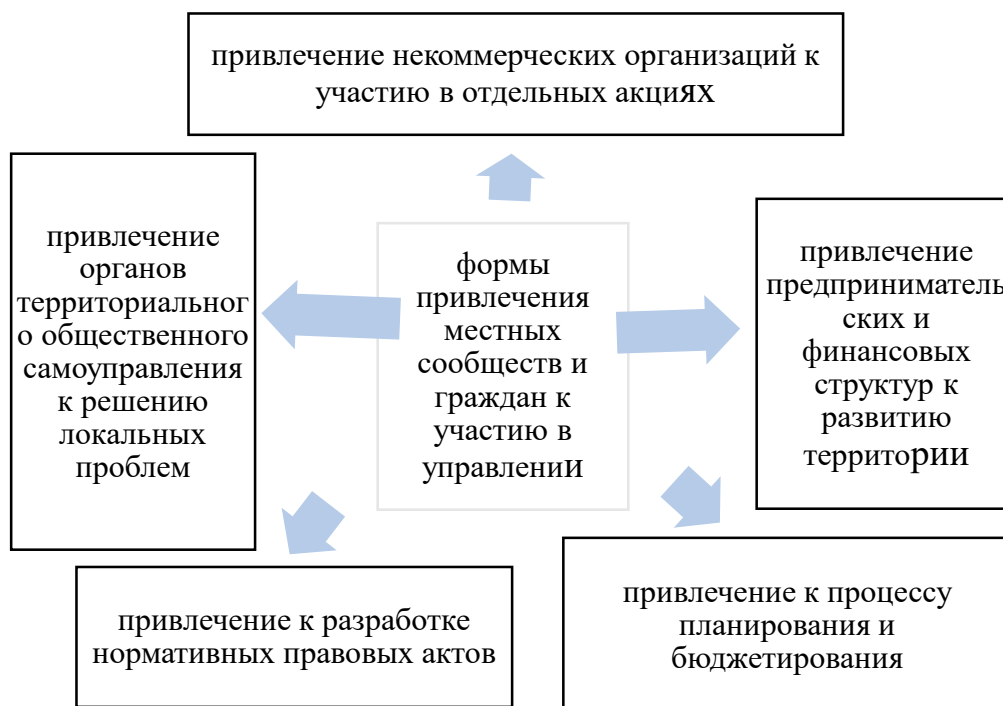 привлечение некоммерческих организаций к
участию в отдельных акциях
привлечение
органов
территориальног
о общественного
самоуправления
к решению
локальных
проблем
формы
привлечения
местных
сообществ и
граждан к
участию в
управлении
привлечение
предприниматель
ских и
финансовых
структур к
развитию
территории
привлечение к разработке
нормативных правовых актов
привлечение к процессу
планирования и
бюджетирования